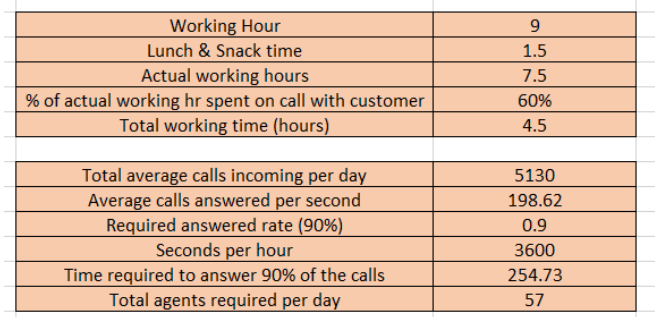 Working Hour 9
Lunch & Snack time 1.5
Actual working hours 7.5
% of actual working hr spent on call with customer 60%
Total working time (hours) 4.5
Total average calls incoming per day 5130
Average calls answered per second 198.62
Required answered rate (90%) 0.9
Seconds per hour 3600
Time required to answer 90% of the calls 254.73
Total agents required per day 57